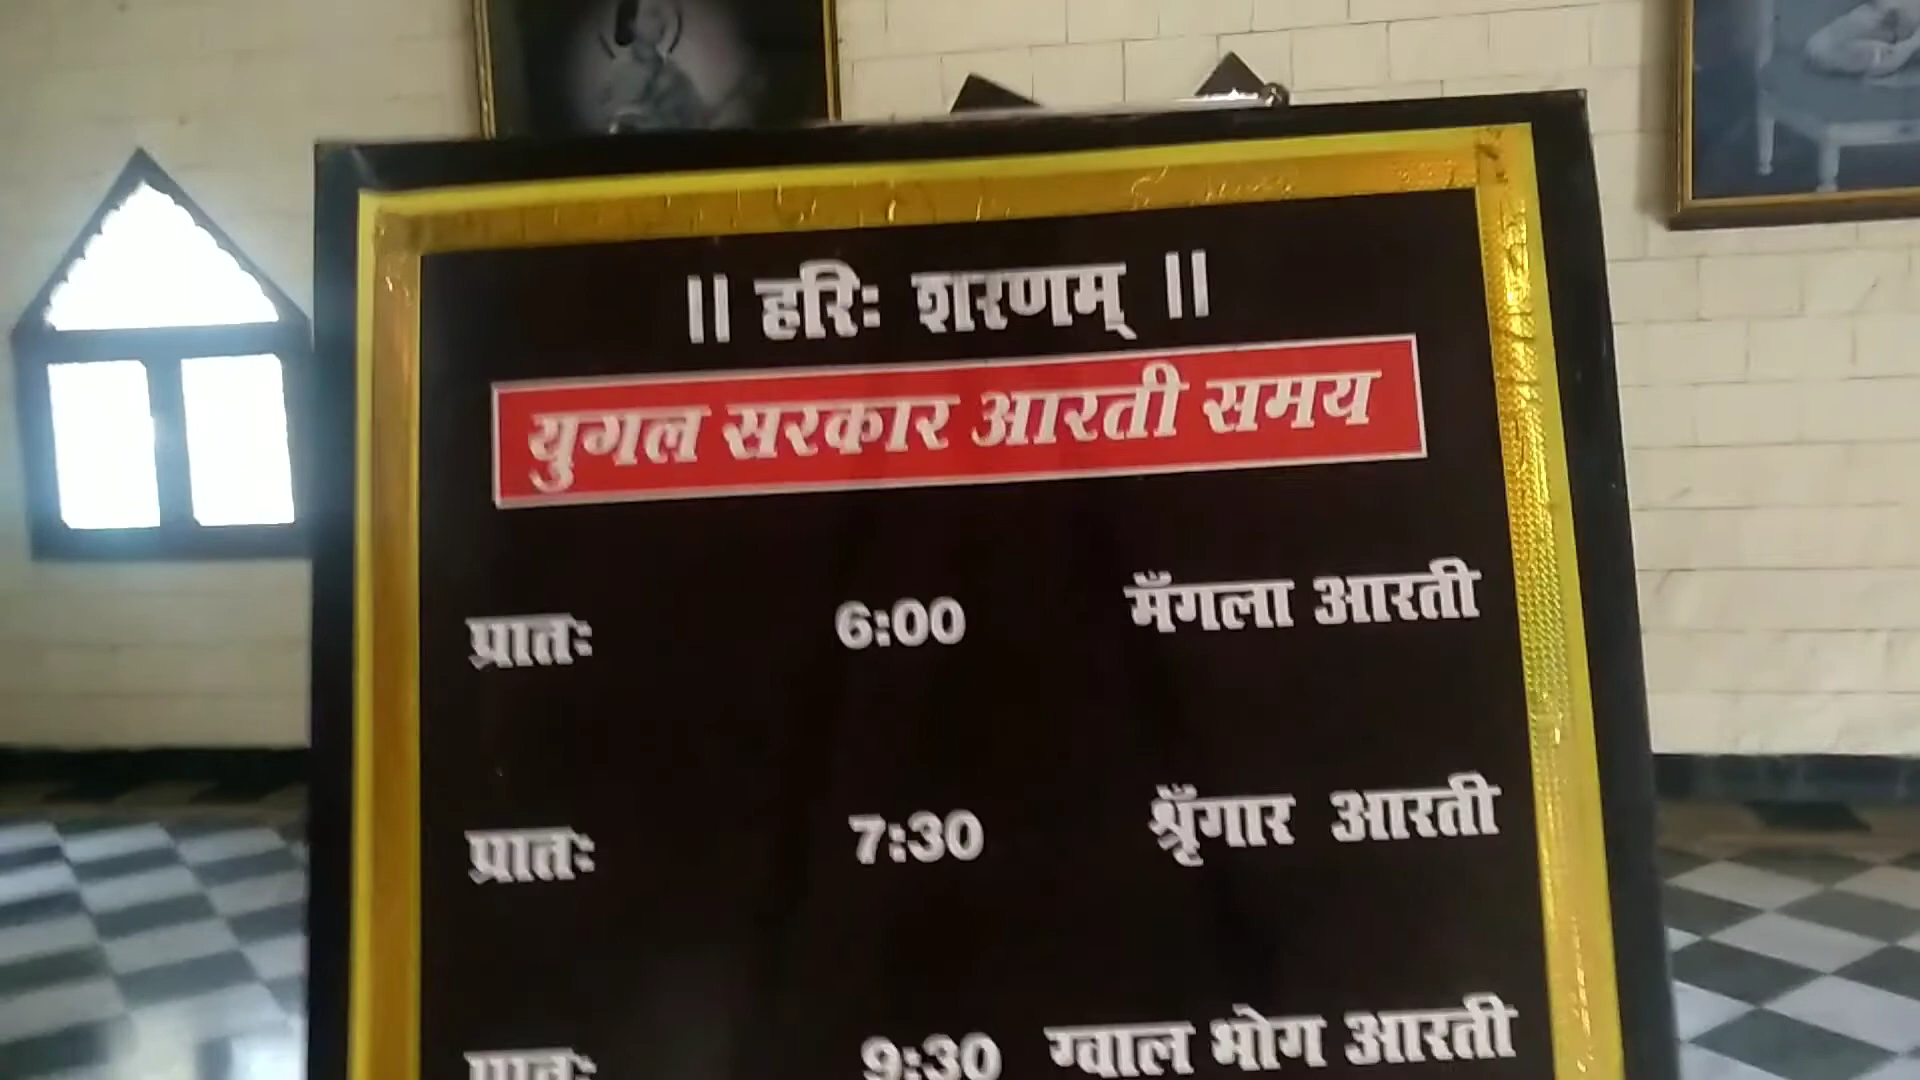 || हरिः शरणम् ||
युगल सरकार आरती समय
प्रातः 6:00 मँगला आरती
प्रातः 7:30 श्रृँगार आरती
प्रातः 9:30 ग्वाल भोग आरती